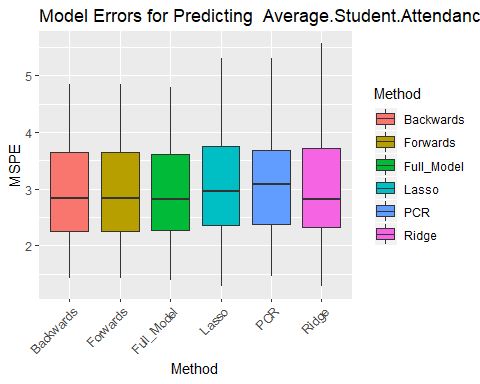 Model Errors for Predicting  Average.Student.Attendanc
MSPE
5
4
3
2
Backwards
Forwards
Full_Model
Lasso
PCR
Ridge
Method
Method
Backwards
Forwards
Full_Model
Lasso
PCR
Ridge